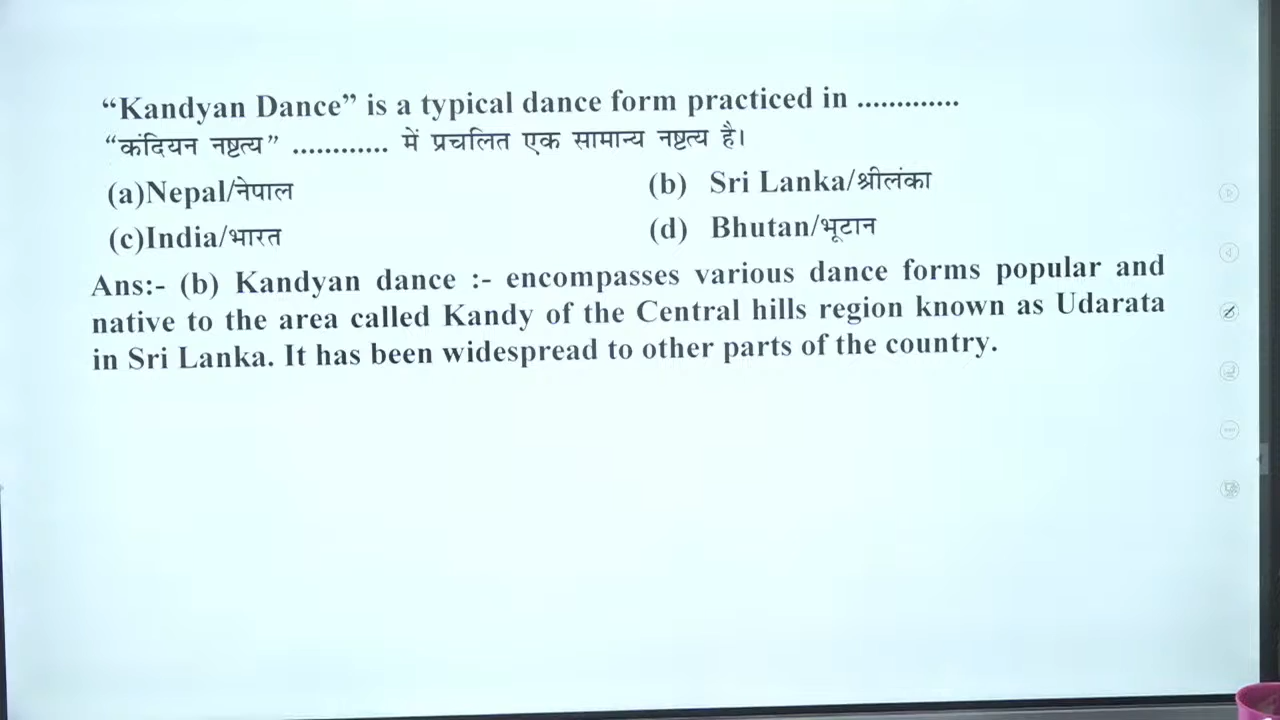 “Kandyan Dance” is a typical dance form practiced in .............
“कंदियन नष्टत्य” ............ में प्रचलित एक सामान्य नष्टत्य है।
(a)Nepal/नेपाल (b) Sri Lanka/श्रीलंका
(c)India/भारत (d) Bhutan/भूटान
Ans:- (b) Kandyan dance :- encompasses various dance forms popular and
native to the area called Kandy of the Central hills region known as Udarata
in Sri Lanka. It has been widespread to other parts of the country.